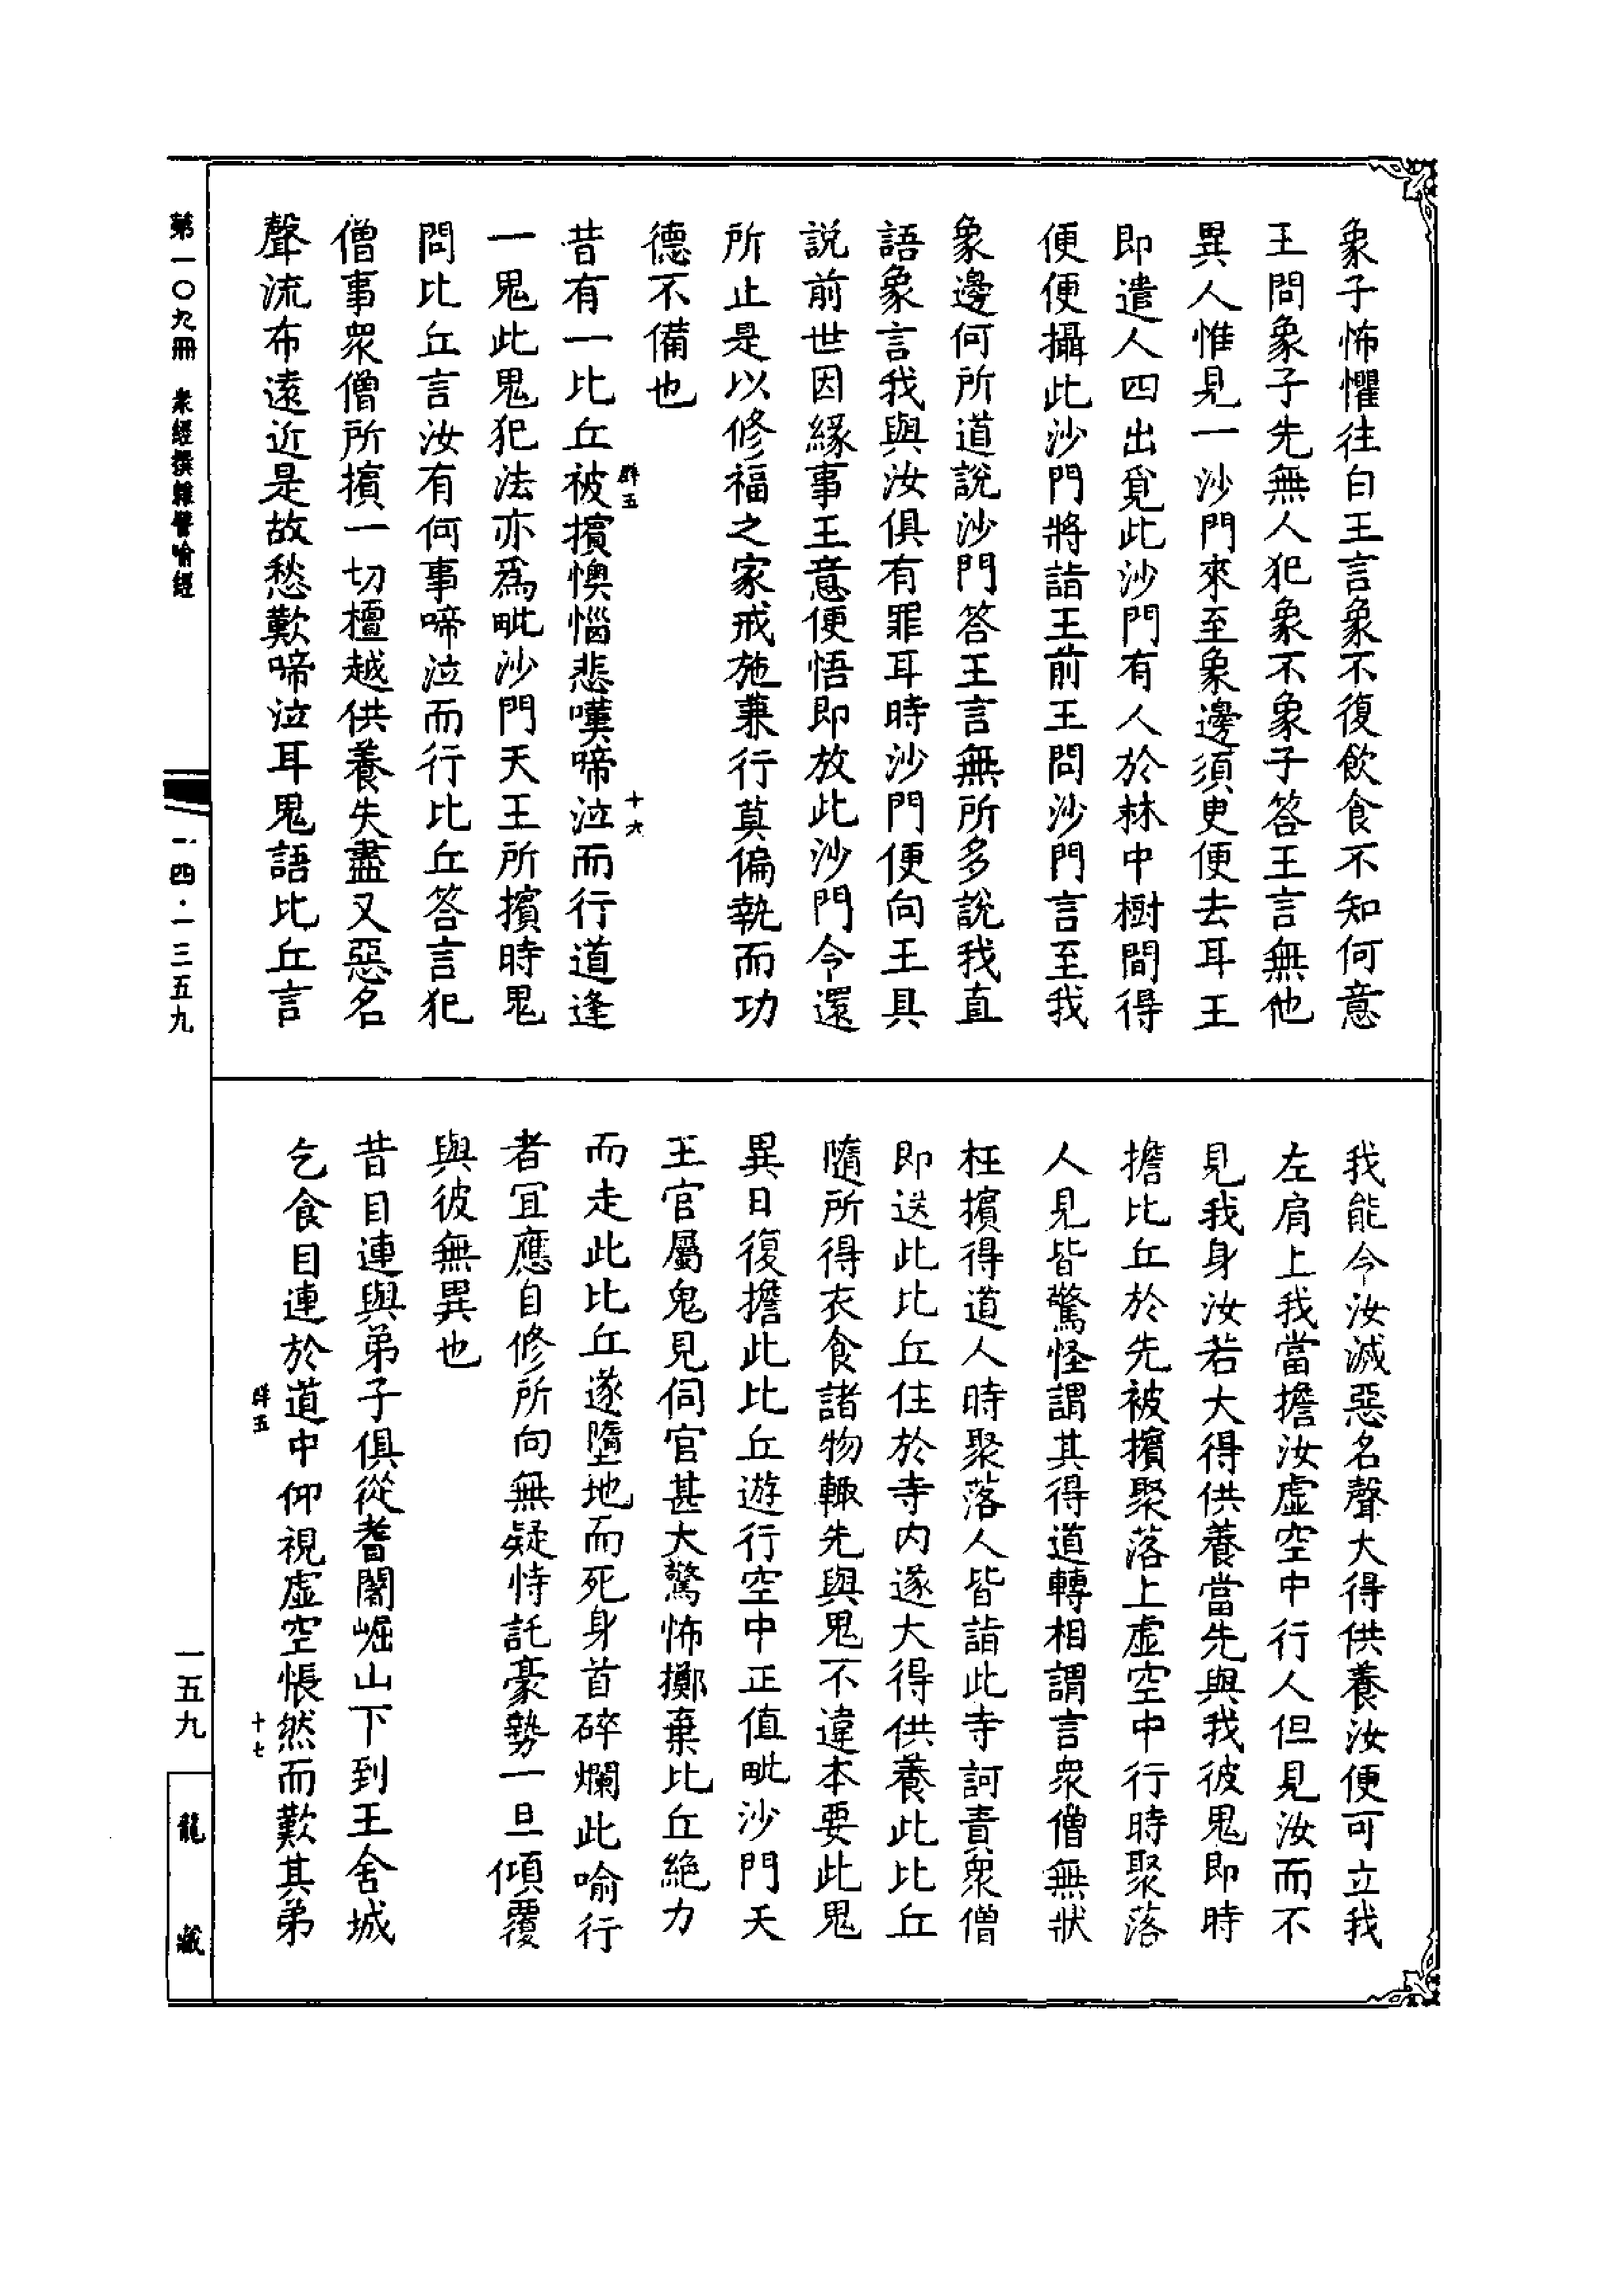 象子怖懼往白王言象不復飲食不知何意
王問象子先無人犯象不象子答王言無他
異人惟見一沙門來至象邊須更便去耳王
即遣人四出覓此沙門有人於林中樹間得
便便攝此沙門將詣王前王問沙門言至我
象邊何所道說沙門答王言無所多說我直
語象言我與汝俱有罪耳時沙門便向王具
說前世因緣事王意便悟即放此沙門令還
所止是以修福之家戒施兼行莫偏執而功
德不備也
昔有一比丘被擯懊惱悲嘆啼泣而行道逢
一鬼此鬼犯法亦為毗沙門天王所擯時鬼
問比丘言汝有何事啼泣而行比丘答言犯
僧事眾僧所擯一切檀越供養失盡又惡名
聲流布遠近是故愁歎啼泣耳鬼語比丘言
五
十六
我能令汝滅惡名聲大得供養汝便可立我
左肩上我當擔汝虛空中行人但見汝而不
見我身汝若大得供養當先與我彼鬼即時
擔比丘於先被擯聚落上虛空中行時聚落
人見皆驚怪謂其得道轉相謂言眾僧無狀
枉擯得道人時聚落人皆詣此寺訶責眾僧
即送此比丘住於寺內遂大得供養此比丘
隨所得衣食諸物輒先與鬼不違本要此鬼
異日復擔此比丘遊行空中正值毗沙門天
王官屬鬼見伺官甚大驚怖擲棄比丘絕力
而走此比丘遂墮地而死身首碎爛此喻行
者宜應自修所向無疑恃託豪勢一旦傾覆
與彼無異也
昔目連與弟子俱從耆闍崛山下到王舍城
乞食目連於道中仰視虛空悵然而歎其弟
五
十七
第一〇九冊 眾經撰雜譬喻經
一四·一三五九
一五九
龍藏